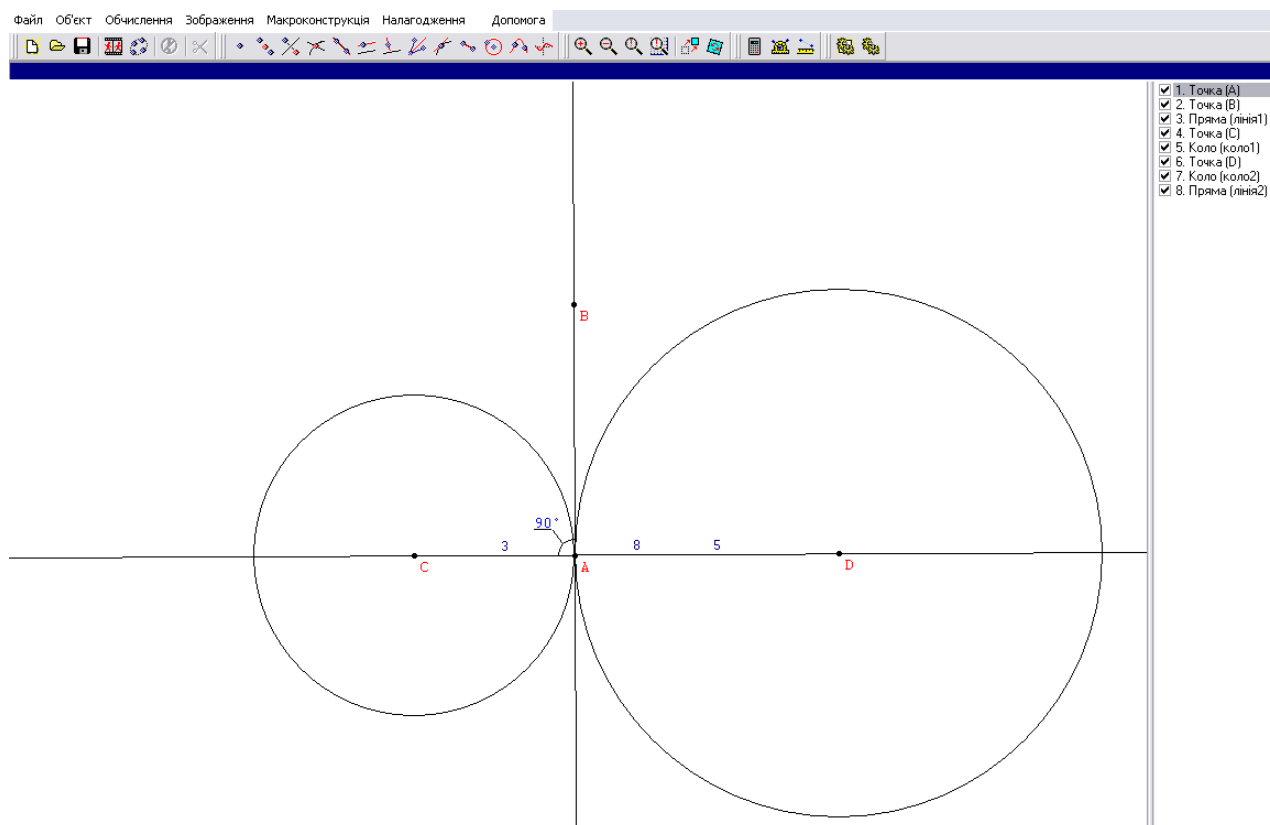 Файл Об'єкт Обчислення Зображення Макроконструкція Налагодження Допомога
1. Точка (A)
2. Точка (B)
3. Пряма (лінія1)
4. Точка (C)
5. Коло (коло1)
6. Точка (D)
7. Коло (коло2)
8. Пряма (лінія2)
B
90°
3 8 5
C A D